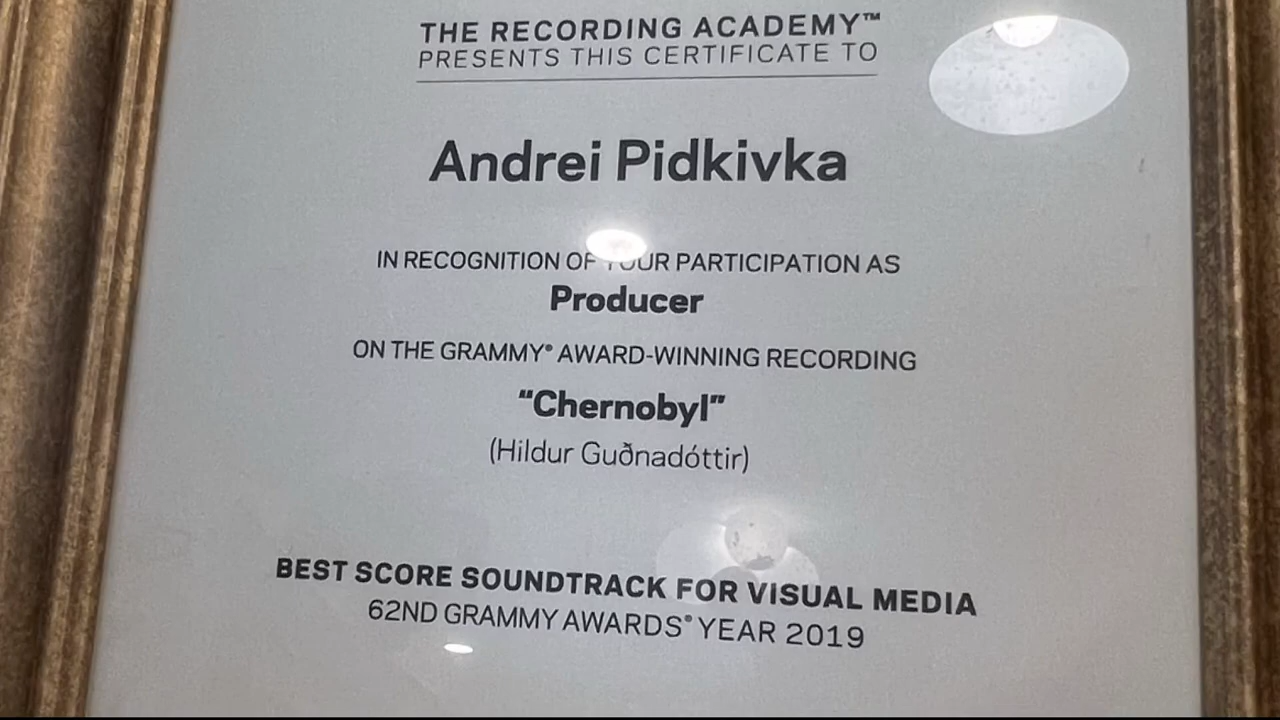 THE RECORDING ACADEMY™
PRESENTS THIS CERTIFICATE TO
Andrei Pidkivka
IN RECOGNITION OF YOUR PARTICIPATION AS
Producer
ON THE GRAMMY® AWARD-WINNING RECORDING
“Chernobyl”
(Hildur Guðnadóttir)
BEST SCORE SOUNDTRACK FOR VISUAL MEDIA
62ND GRAMMY AWARDS® YEAR 2019